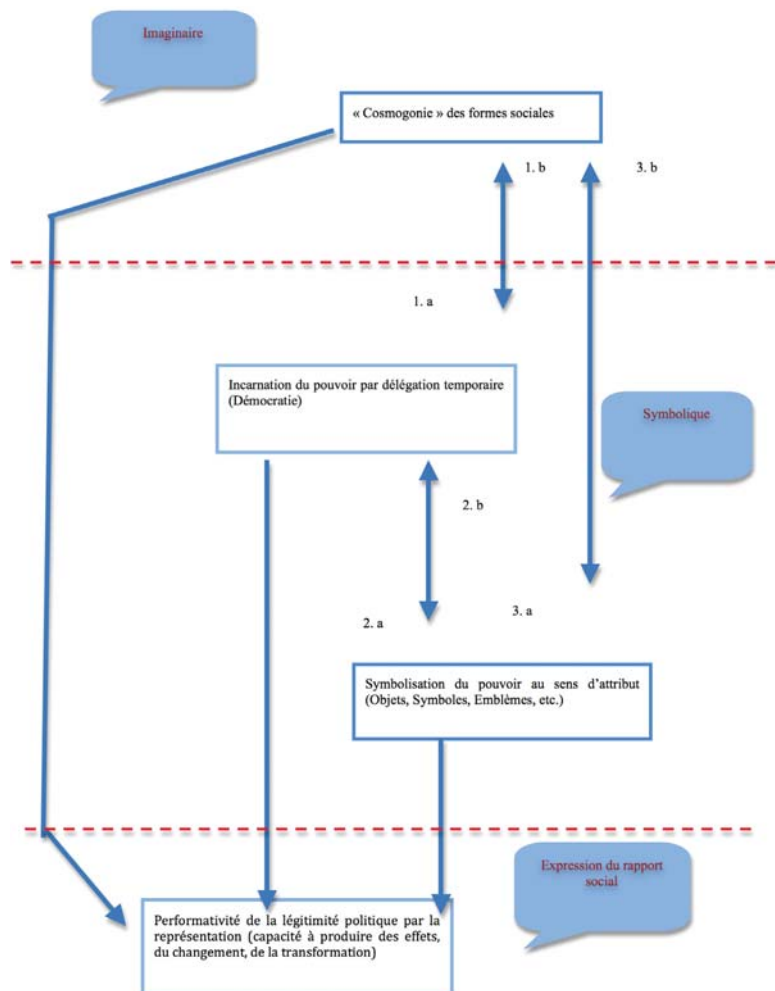 Imaginaire
« Cosmogonie » des formes sociales
1. b
3. b
1. a
Incarnation du pouvoir par délégation temporaire
(Démocratie)
Symbolique
2. b
3. a
2. a
Symbolisation du pouvoir au sens d’attribut
(Objets, Symboles, Emblèmes, etc.)
Expression du rapport
social
Performativité de la légitimité politique par la
représentation (capacité à produire des effets,
du changement, de la transformation)